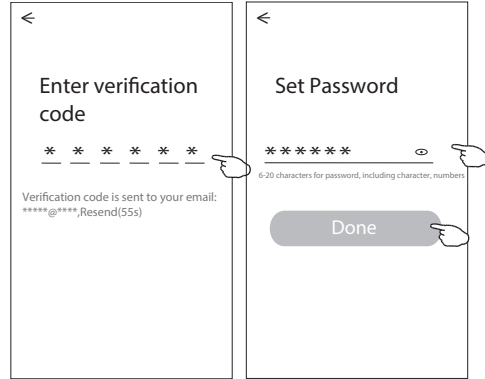 Enter verification
code
* * * * * *
Verification code is sent to your email:
*****@****,Resend(55s)
Set Password
******
6-20 characters for password, including character, numbers
Done